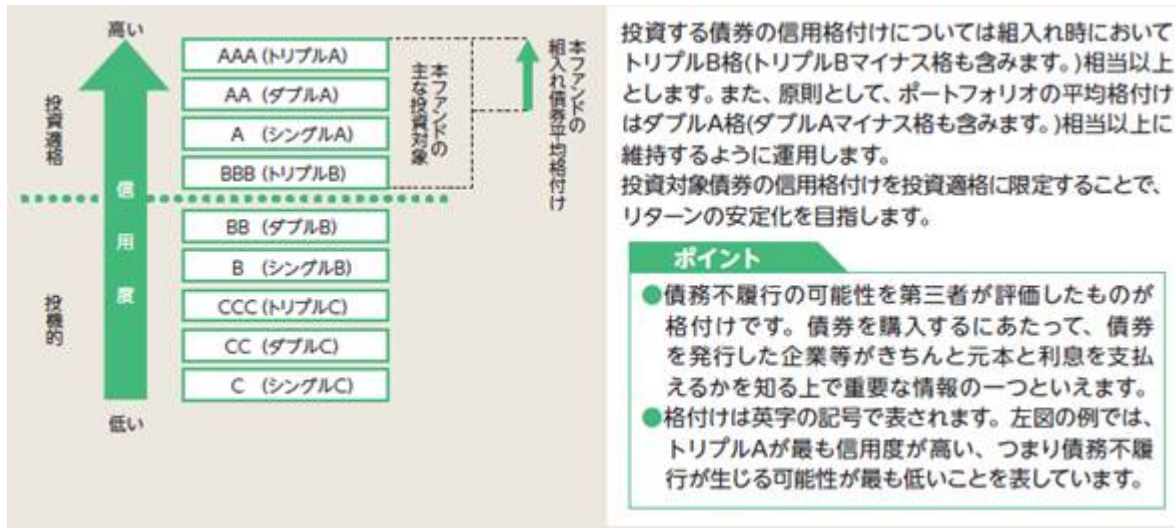 高い
AAA (トリプルA)
AA (ダブルA)
A (シングルA)
BBB (トリプルB)
BB (ダブルB)
B (シングルB)
CCC (トリプルC)
CC (ダブルC)
C (シングルC)
低い
投資適格
投機的
信用度
本ファンドの
主な投資対象
本ファンドの
組入れ債券平均格付け
投資する債券の信用格付けについては組入れ時において
トリプルB格(トリプルBマイナス格も含みます。)相当以上
とします。また、原則として、ポートフォリオの平均格付け
はダブルA格(ダブルAマイナス格も含みます。)相当以上に
維持するように運用します。
投資対象債券の信用格付けを投資適格に限定することで、
リターンの安定化を目指します。
ポイント
●債務不履行の可能性を第三者が評価したものが
格付けです。債券を購入するにあたって、債券
を発行した企業等がきちんと元本と利息を支払
えるかを知る上で重要な情報の一つといえます。
●格付けは英字の記号で表されます。左図の例では、
トリプルAが最も信用度が高い、つまり債務不履
行が生じる可能性が最も低いことを表しています。